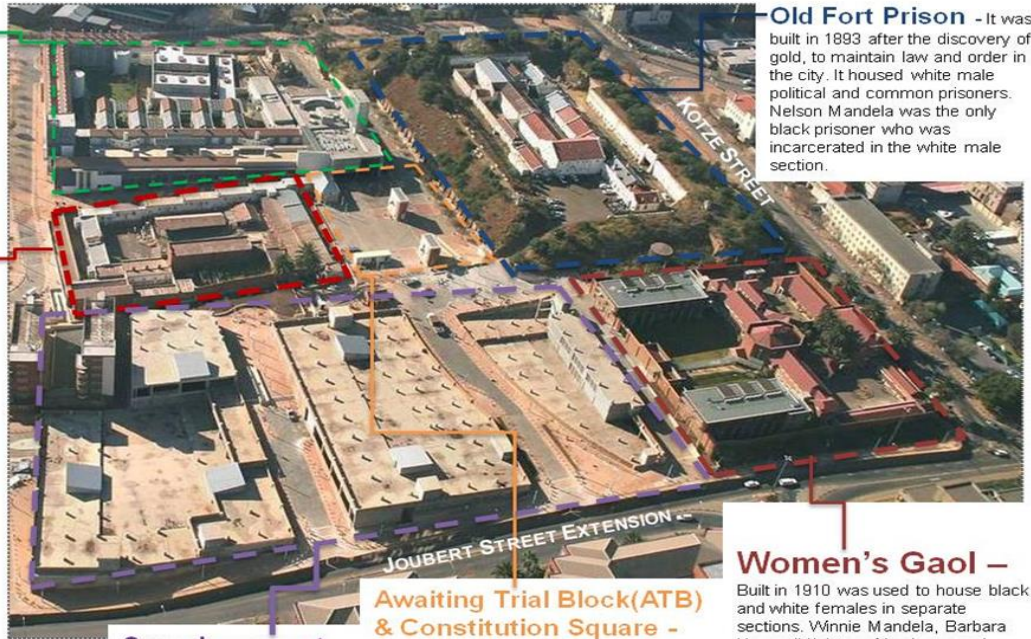 Old Fort Prison - It was
built in 1893 after the discovery of
gold, to maintain law and order in
the city. It housed white male
political and common prisoners.
Nelson Mandela was the only
black prisoner who was
incarcerated in the white male
section.
KOTZE STREET
JOUBERT STREET EXTENSION
Women's Gaol –
Built in 1910 was used to house black
and white females in separate
sections. Winnie Mandela, Barbara
Awaiting Trial Block(ATB)
& Constitution Square -